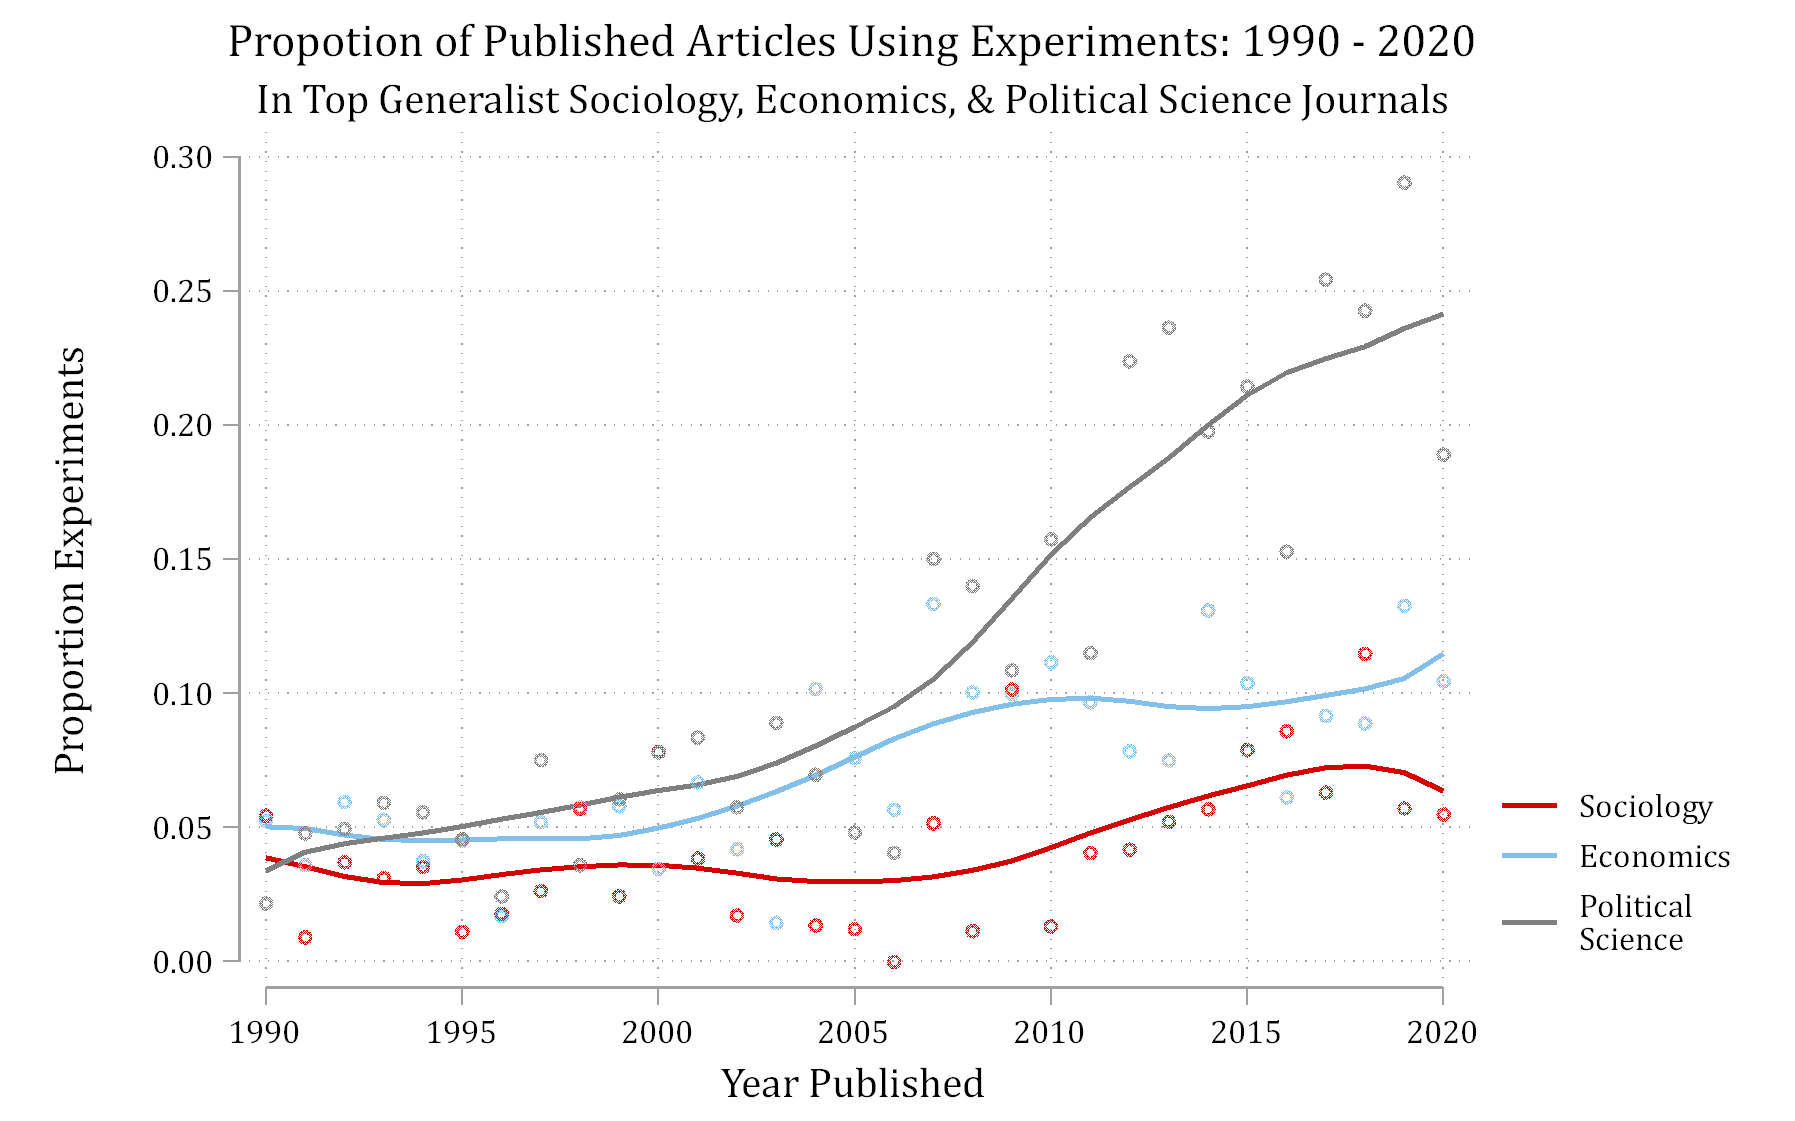 Propotion of Published Articles Using Experiments: 1990 - 2020
In Top Generalist Sociology, Economics, & Political Science Journals
Proportion Experiments
0.30
0.25
0.20
0.15
0.10
0.05
0.00
1990 1995 2000 2005 2010 2015 2020
Year Published
Sociology
Economics
Political
Science